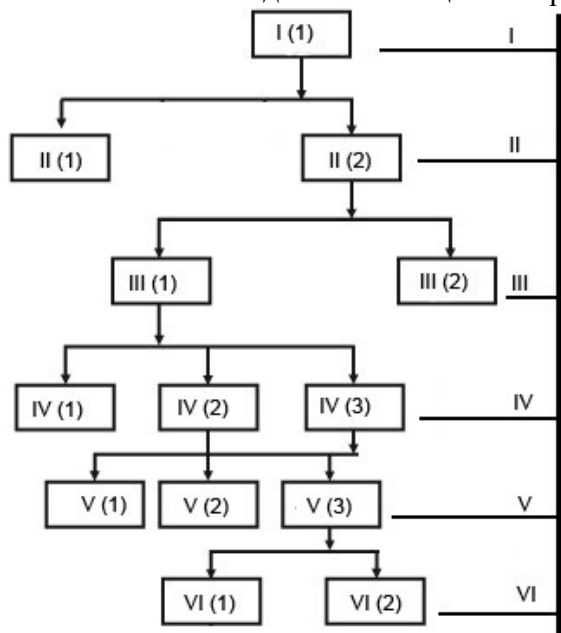 I (1) I
II (1) II (2) II
III (1) III (2) III
IV (1) IV (2) IV (3) IV
V (1) V (2) V (3) V
VI (1) VI (2) VI